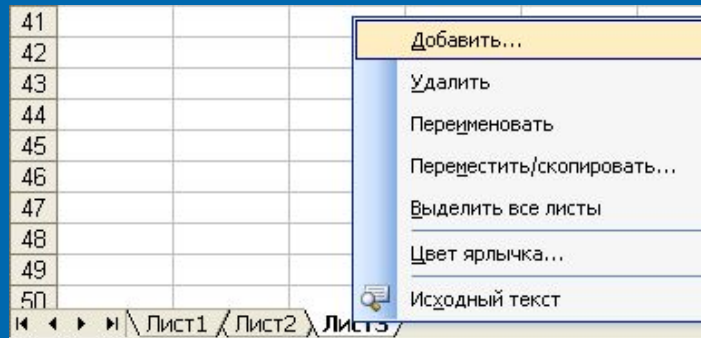 41
42
43
44
45
46
47
48
49
50
Добавить...
Удалить
Переименовать
Переместить/скопировать...
Выделить все листы
Цвет ярлычка...
Исходный текст
Лист1 Лист2 Лист3